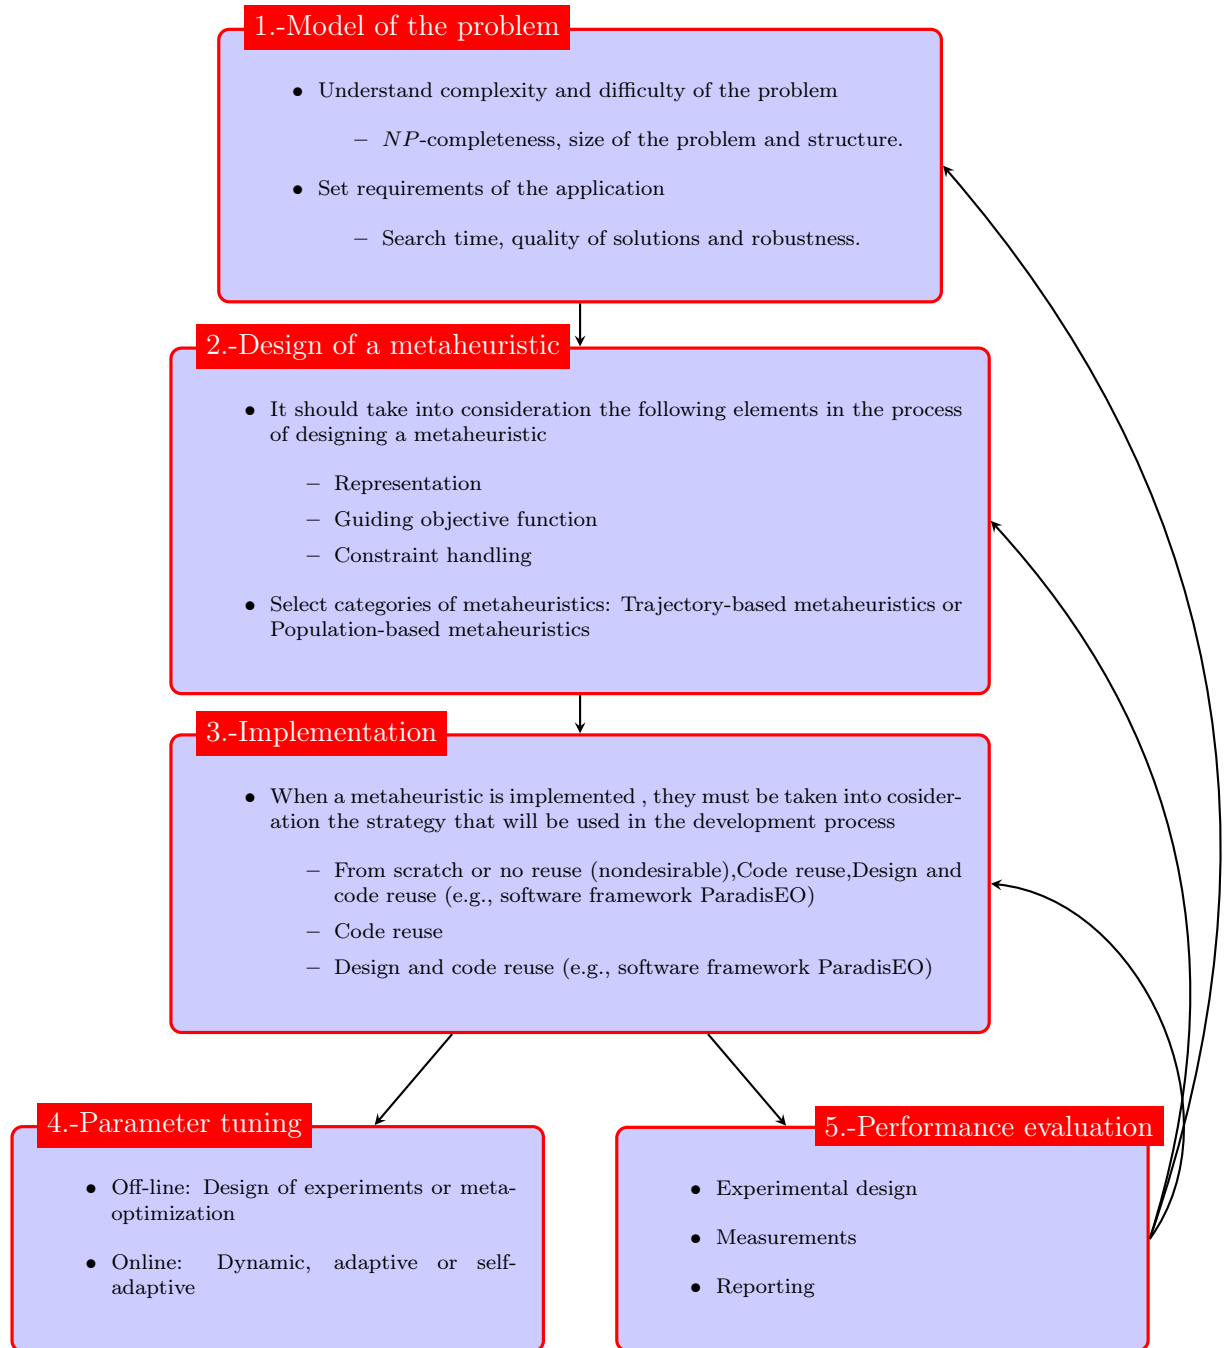 1.-Model of the problem
• Understand complexity and difficulty of the problem
– NP-completeness, size of the problem and structure.
• Set requirements of the application
– Search time, quality of solutions and robustness.
2.-Design of a metaheuristic
• It should take into consideration the following elements in the process
of designing a metaheuristic
– Representation
– Guiding objective function
– Constraint handling
• Select categories of metaheuristics: Trajectory-based metaheuristics or
Population-based metaheuristics
3.-Implementation
• When a metaheuristic is implemented , they must be taken into cosider-
ation the strategy that will be used in the development process
– From scratch or no reuse (nondesirable),Code reuse,Design and
code reuse (e.g., software framework ParadisEO)
– Code reuse
– Design and code reuse (e.g., software framework ParadisEO)
4.-Parameter tuning
• Off-line: Design of experiments or meta-
optimization
• Online: Dynamic, adaptive or self-
adaptive
5.-Performance evaluation
• Experimental design
• Measurements
• Reporting